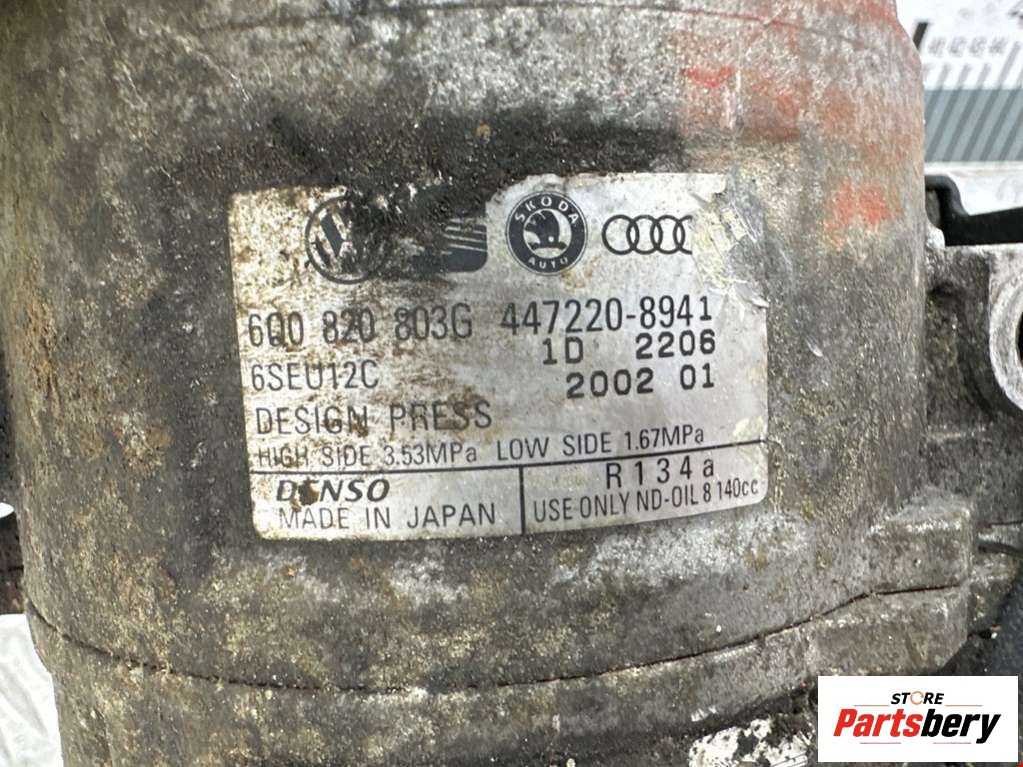 SKODA
AUTO
6Q0 820 803G 447220-8941
1D 2206
6SEU12C
2002 01
DESIGN PRESS
HIGH SIDE 3.53MPa LOW SIDE 1.67MPa
R134a
DENSO
USE ONLY ND-OIL 8 140cc
MADE IN JAPAN
STORE
Partsbery